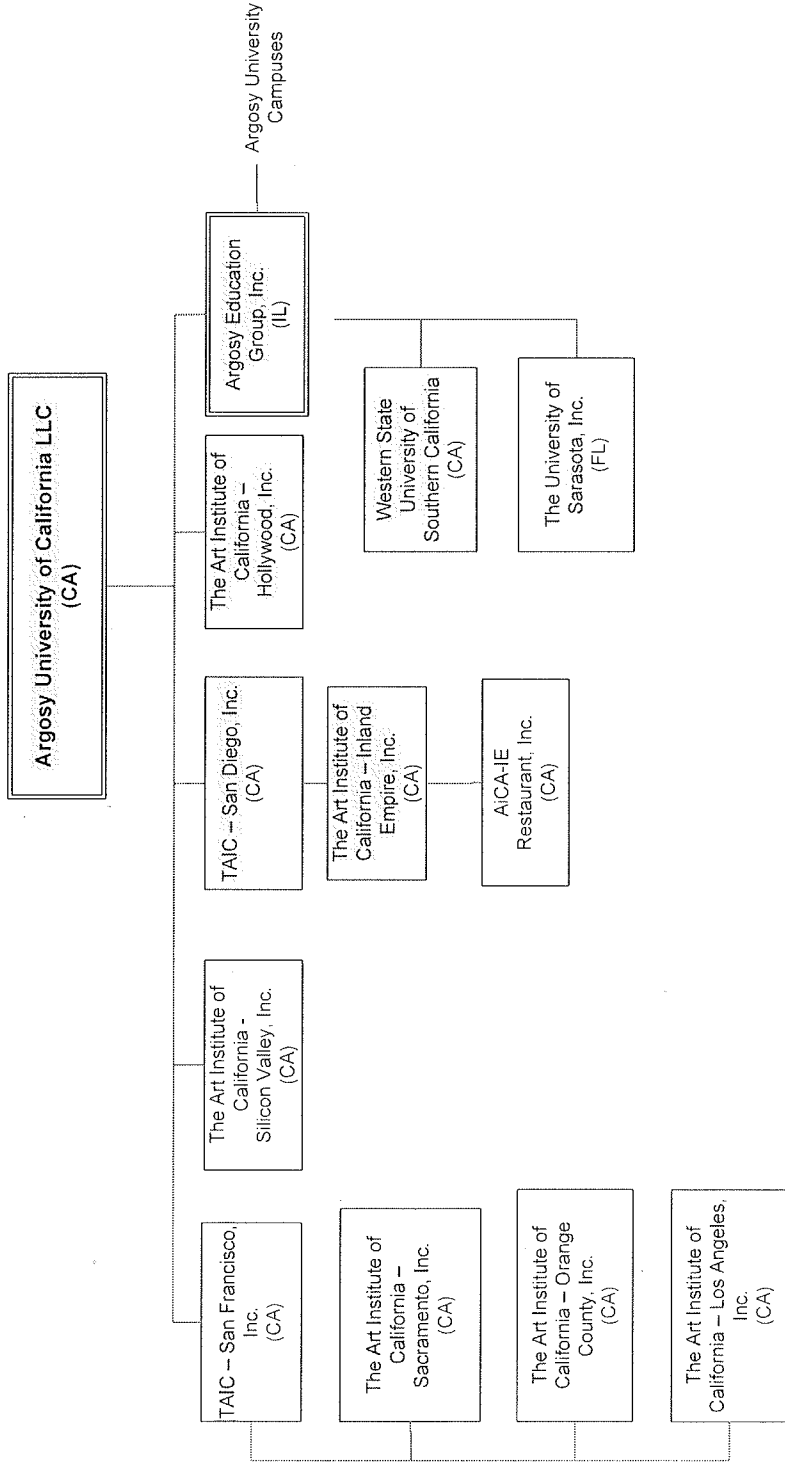 Argosy University of California LLC
(CA)
TAIC – San Francisco,
Inc.
(CA)
The Art Institute of
California -
Silicon Valley, Inc.
(CA)
TAIC – San Diego, Inc.
(CA)
The Art Institute of
California –
Hollywood, Inc.
(CA)
Argosy Education
Group, Inc.
(IL)
Argosy University
Campuses
The Art Institute of
California –
Sacramento, Inc.
(CA)
The Art Institute of
California – Inland
Empire, Inc.
(CA)
Western State
University of
Southern California
(CA)
The Art Institute of
California – Orange
County, Inc.
(CA)
AiCA-IE
Restaurant, Inc.
(CA)
The University of
Sarasota, Inc.
(FL)
The Art Institute of
California – Los Angeles,
Inc.
(CA)